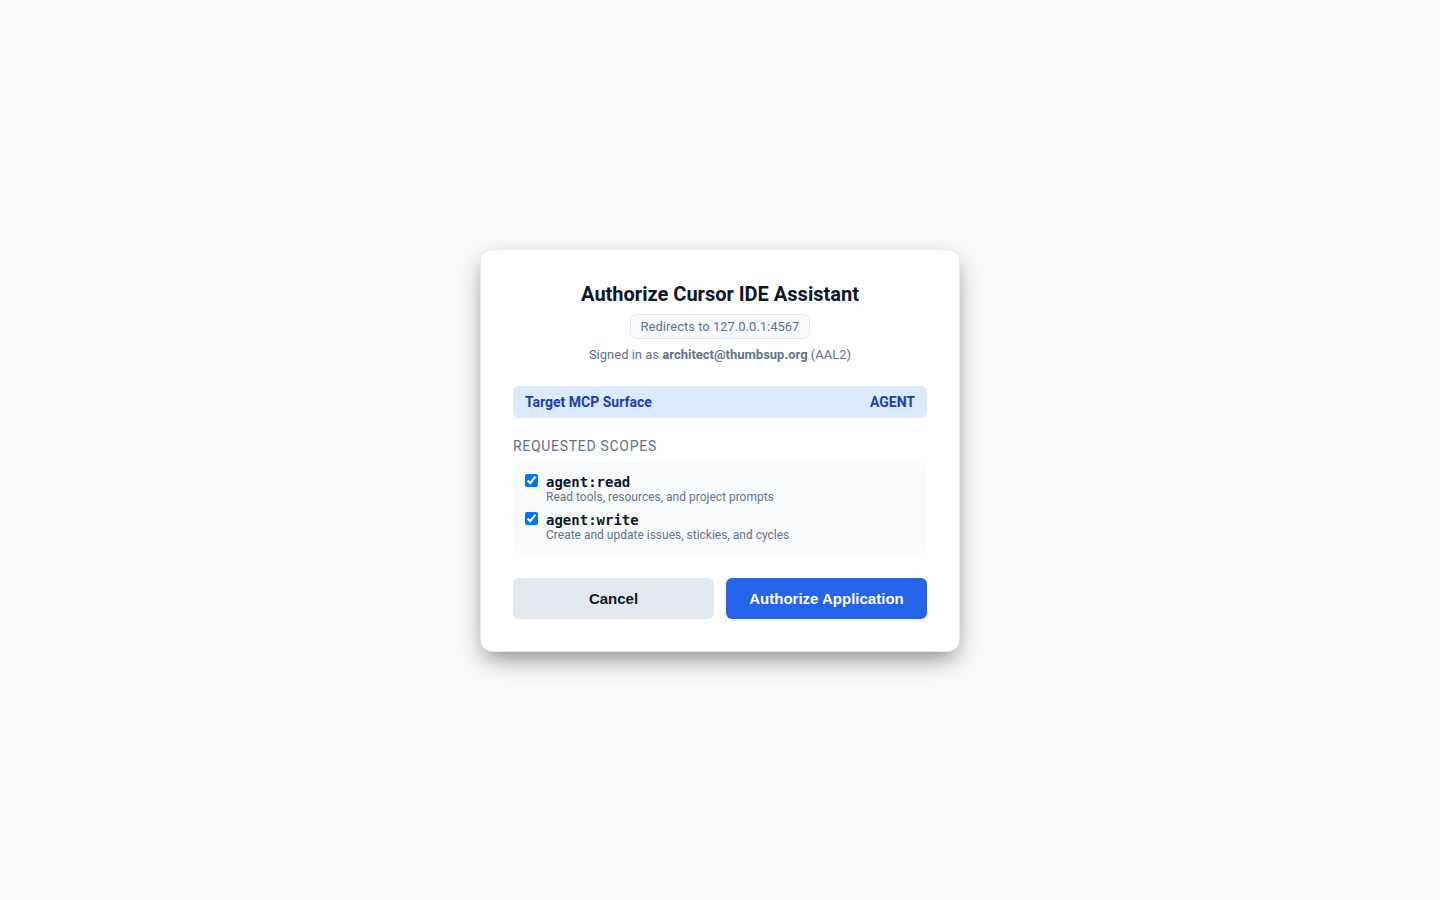 Authorize Cursor IDE Assistant
Redirects to 127.0.0.1:4567
Signed in as architect@thumbsup.org (AAL2)
Target MCP Surface AGENT
REQUESTED SCOPES
agent:read
Read tools, resources, and project prompts
agent:write
Create and update issues, stickies, and cycles
Cancel Authorize Application